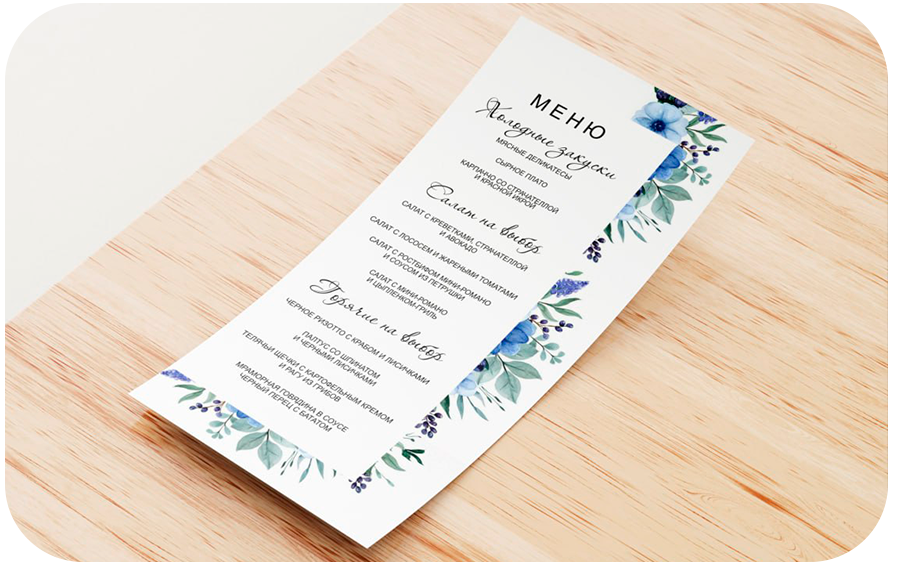 МЕНЮ
Холодные закуски
МЯСНЫЕ ДЕЛИКАТЕСЫ
СЫРНОЕ ПЛАТО
КАРПАЧЧО СО СТРАЧАТЕЛЛОЙ
И КРАСНОЙ ИКРОЙ
Салат на выбор
САЛАТ С КРЕВЕТКАМИ, СТРАЧАТЕЛЛОЙ
И АВОКАДО
САЛАТ С ЛОСОСЕМ И ЖАРЕНЫМИ ТОМАТАМИ
САЛАТ С РОСТБИФОМ МИНИ-РОМАНО
И СОУСОМ ИЗ ПЕТРУШКИ
САЛАТ С МИНИ-РОМАНО
И ЦЫПЛЕНКОМ-ГРИЛЬ
Горячие на выбор
ЧЕРНОЕ РИЗОТТО С КРАБОМ И ЛИСИЧКАМИ
ПАЛТУС СО ШПИНАТОМ
И ЧЕРНЫМИ ЛИСИЧКАМИ
ТЕЛЯЧЬИ ЩЕЧКИ С КАРТОФЕЛЬНЫМ КРЕМОМ
И РАГУ ИЗ ГРИБОВ
МРАМОРНАЯ ГОВЯДИНА В СОУСЕ
ЧЕРНЫЙ ПЕРЕЦ С БАТАТОМ